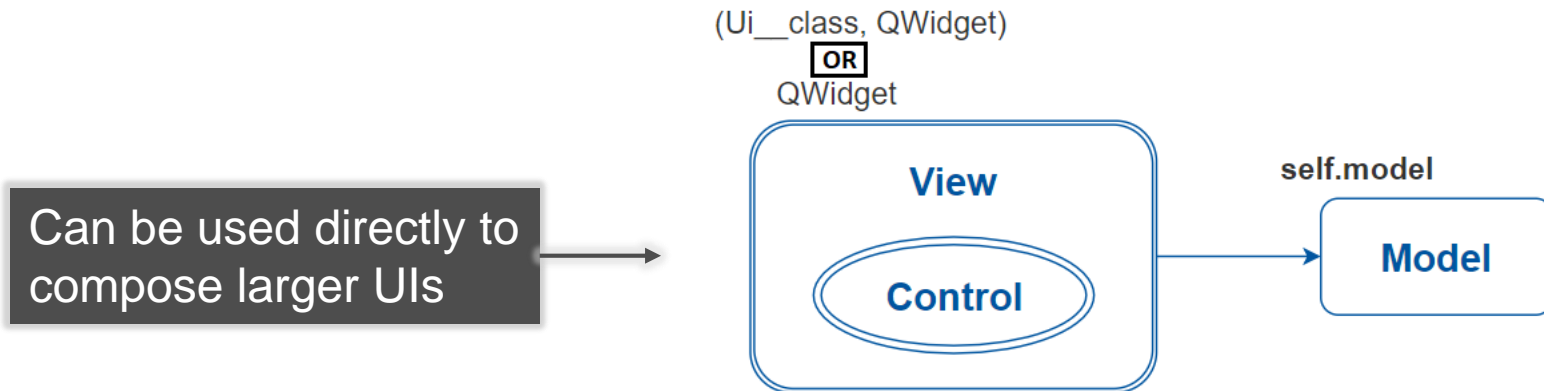 (Ui__class, QWidget)
OR
QWidget
View
self.model
Can be used directly to
compose larger UIs
Control
Model